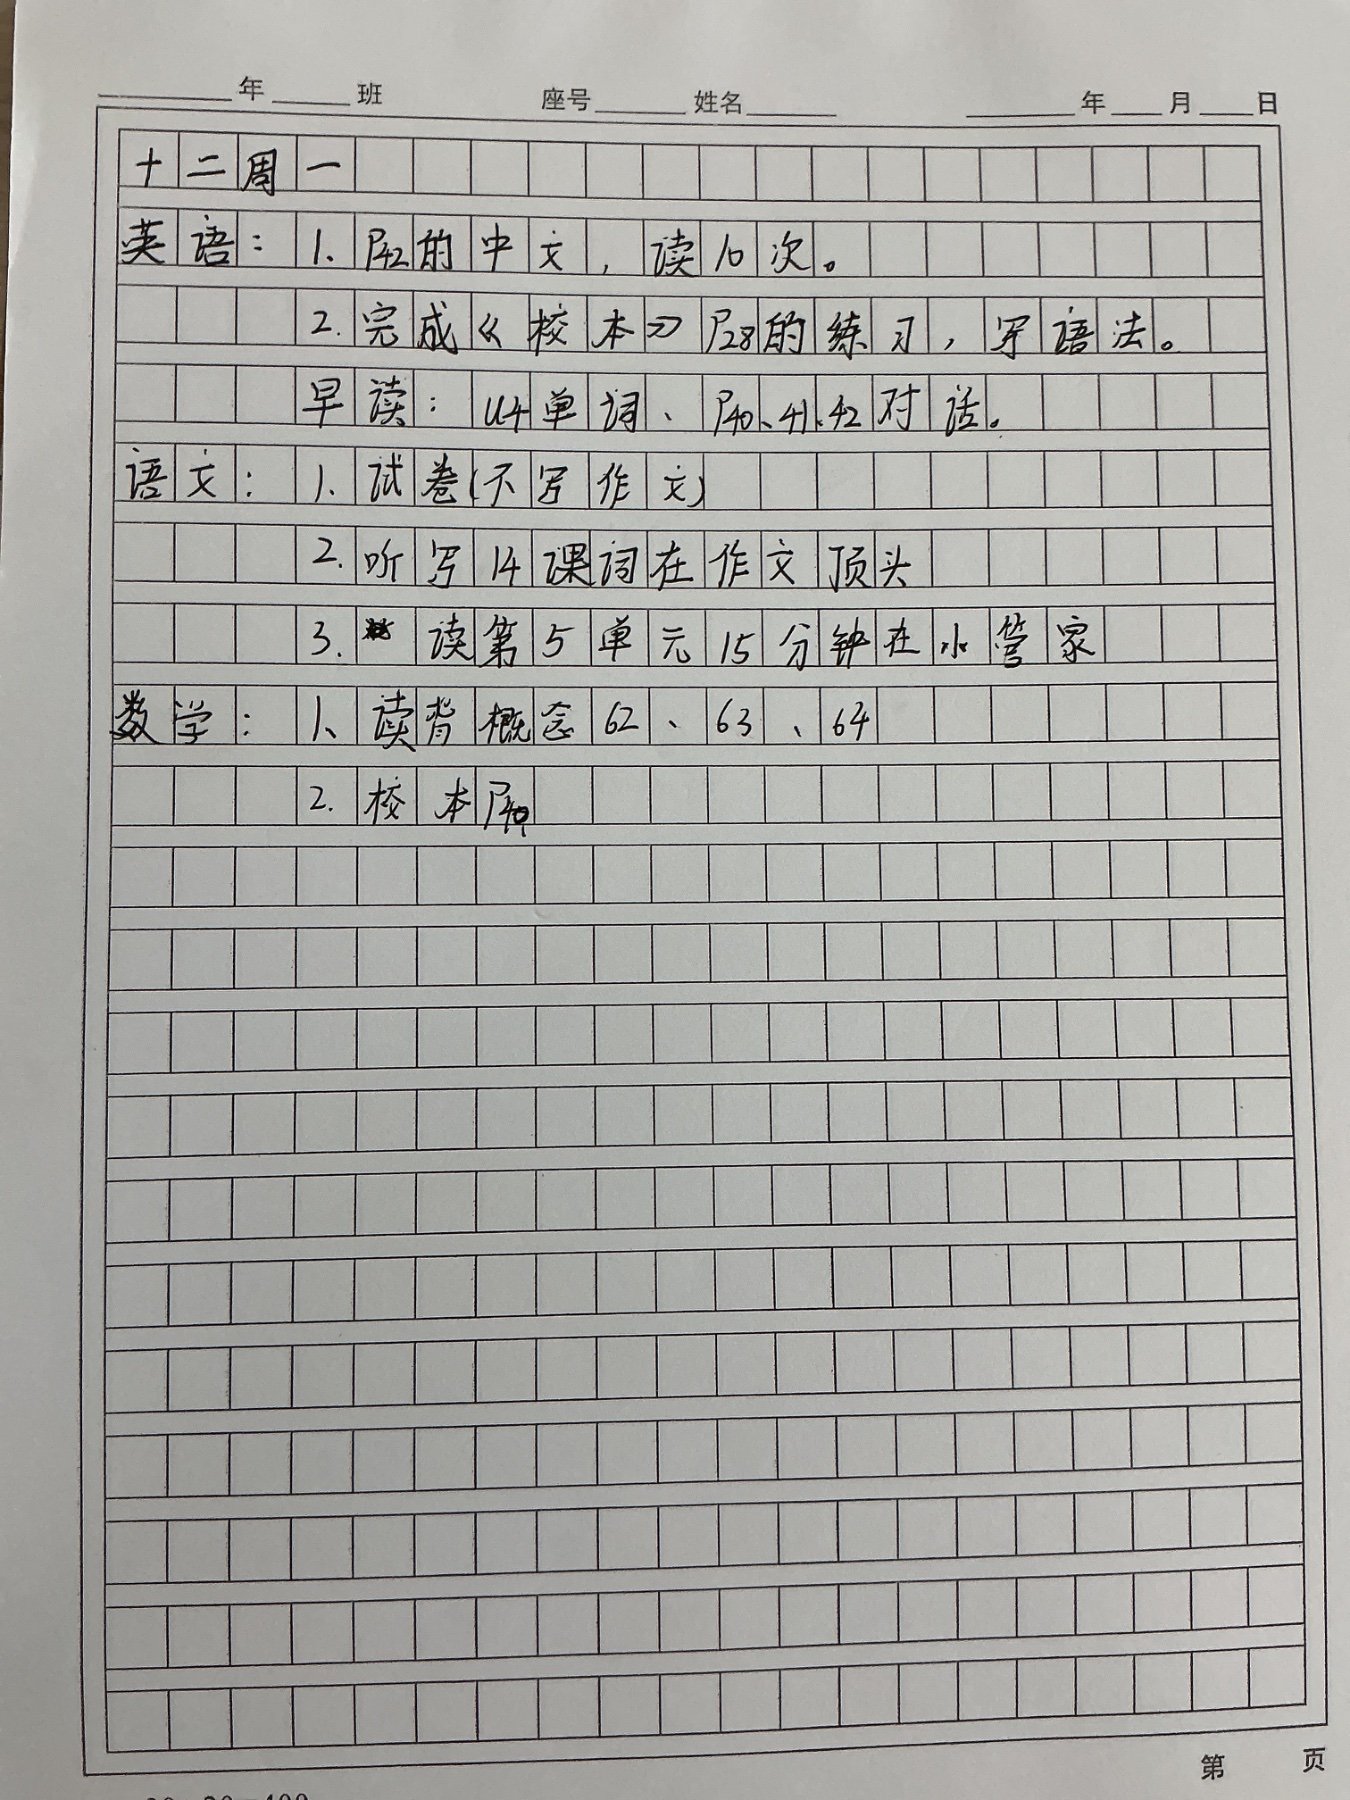 年 班 座号 姓名 年 月 日
十二周一
英语：1. P42的中文，读10次。
2. 完成《校本》P28的练习，写语法。
早读：U4单词、P40、41、42对话。
语文：1. 试卷(不写作文)
2. 听写14课词在作文顶头
3. 读第5单元15分钟在小管家
数学：1、读背概念62、63、64
2. 校本
第 页